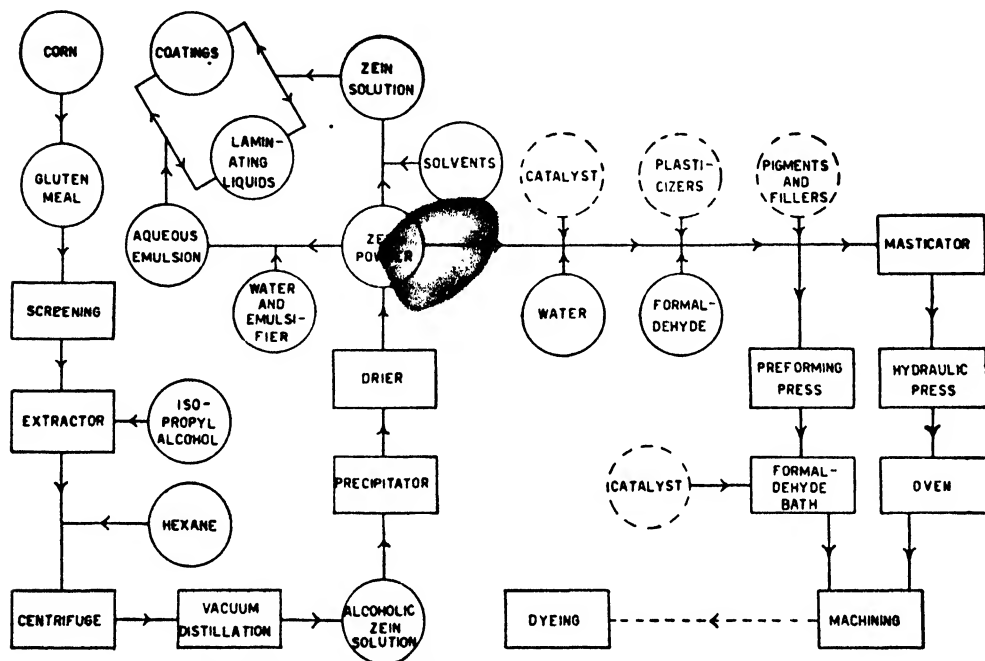 CORN
GLUTEN
MEAL
SCREENING
EXTRACTOR
ISO-
PROPYL
ALCOHOL
HEXANE
CENTRIFUGE
VACUUM
DISTILLATION
ALCOHOLIC
ZEIN
SOLUTION
PRECIPITATOR
DRIER
ZEIN
POWDER
SOLVENTS
ZEIN
SOLUTION
COATINGS
LAMIN-
ATING
LIQUIDS
AQUEOUS
EMULSION
WATER
AND
EMULSI-
FIER
CATALYST
WATER
PLASTI-
CIZERS
FORMAL-
DEHYDE
PIGMENTS
AND
FILLERS
MASTICATOR
PREFORMING
PRESS
HYDRAULIC
PRESS
CATALYST
FORMAL-
DEHYDE
BATH
OVEN
MACHINING
DYEING